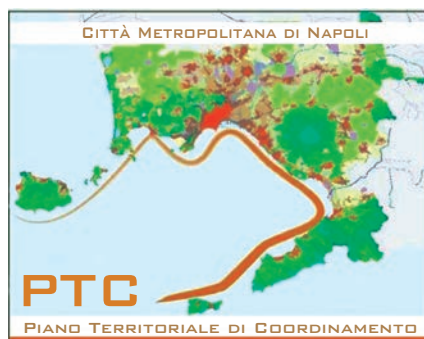 Città Metropolitana di Napoli
PTC
Piano Territoriale di Coordinamento